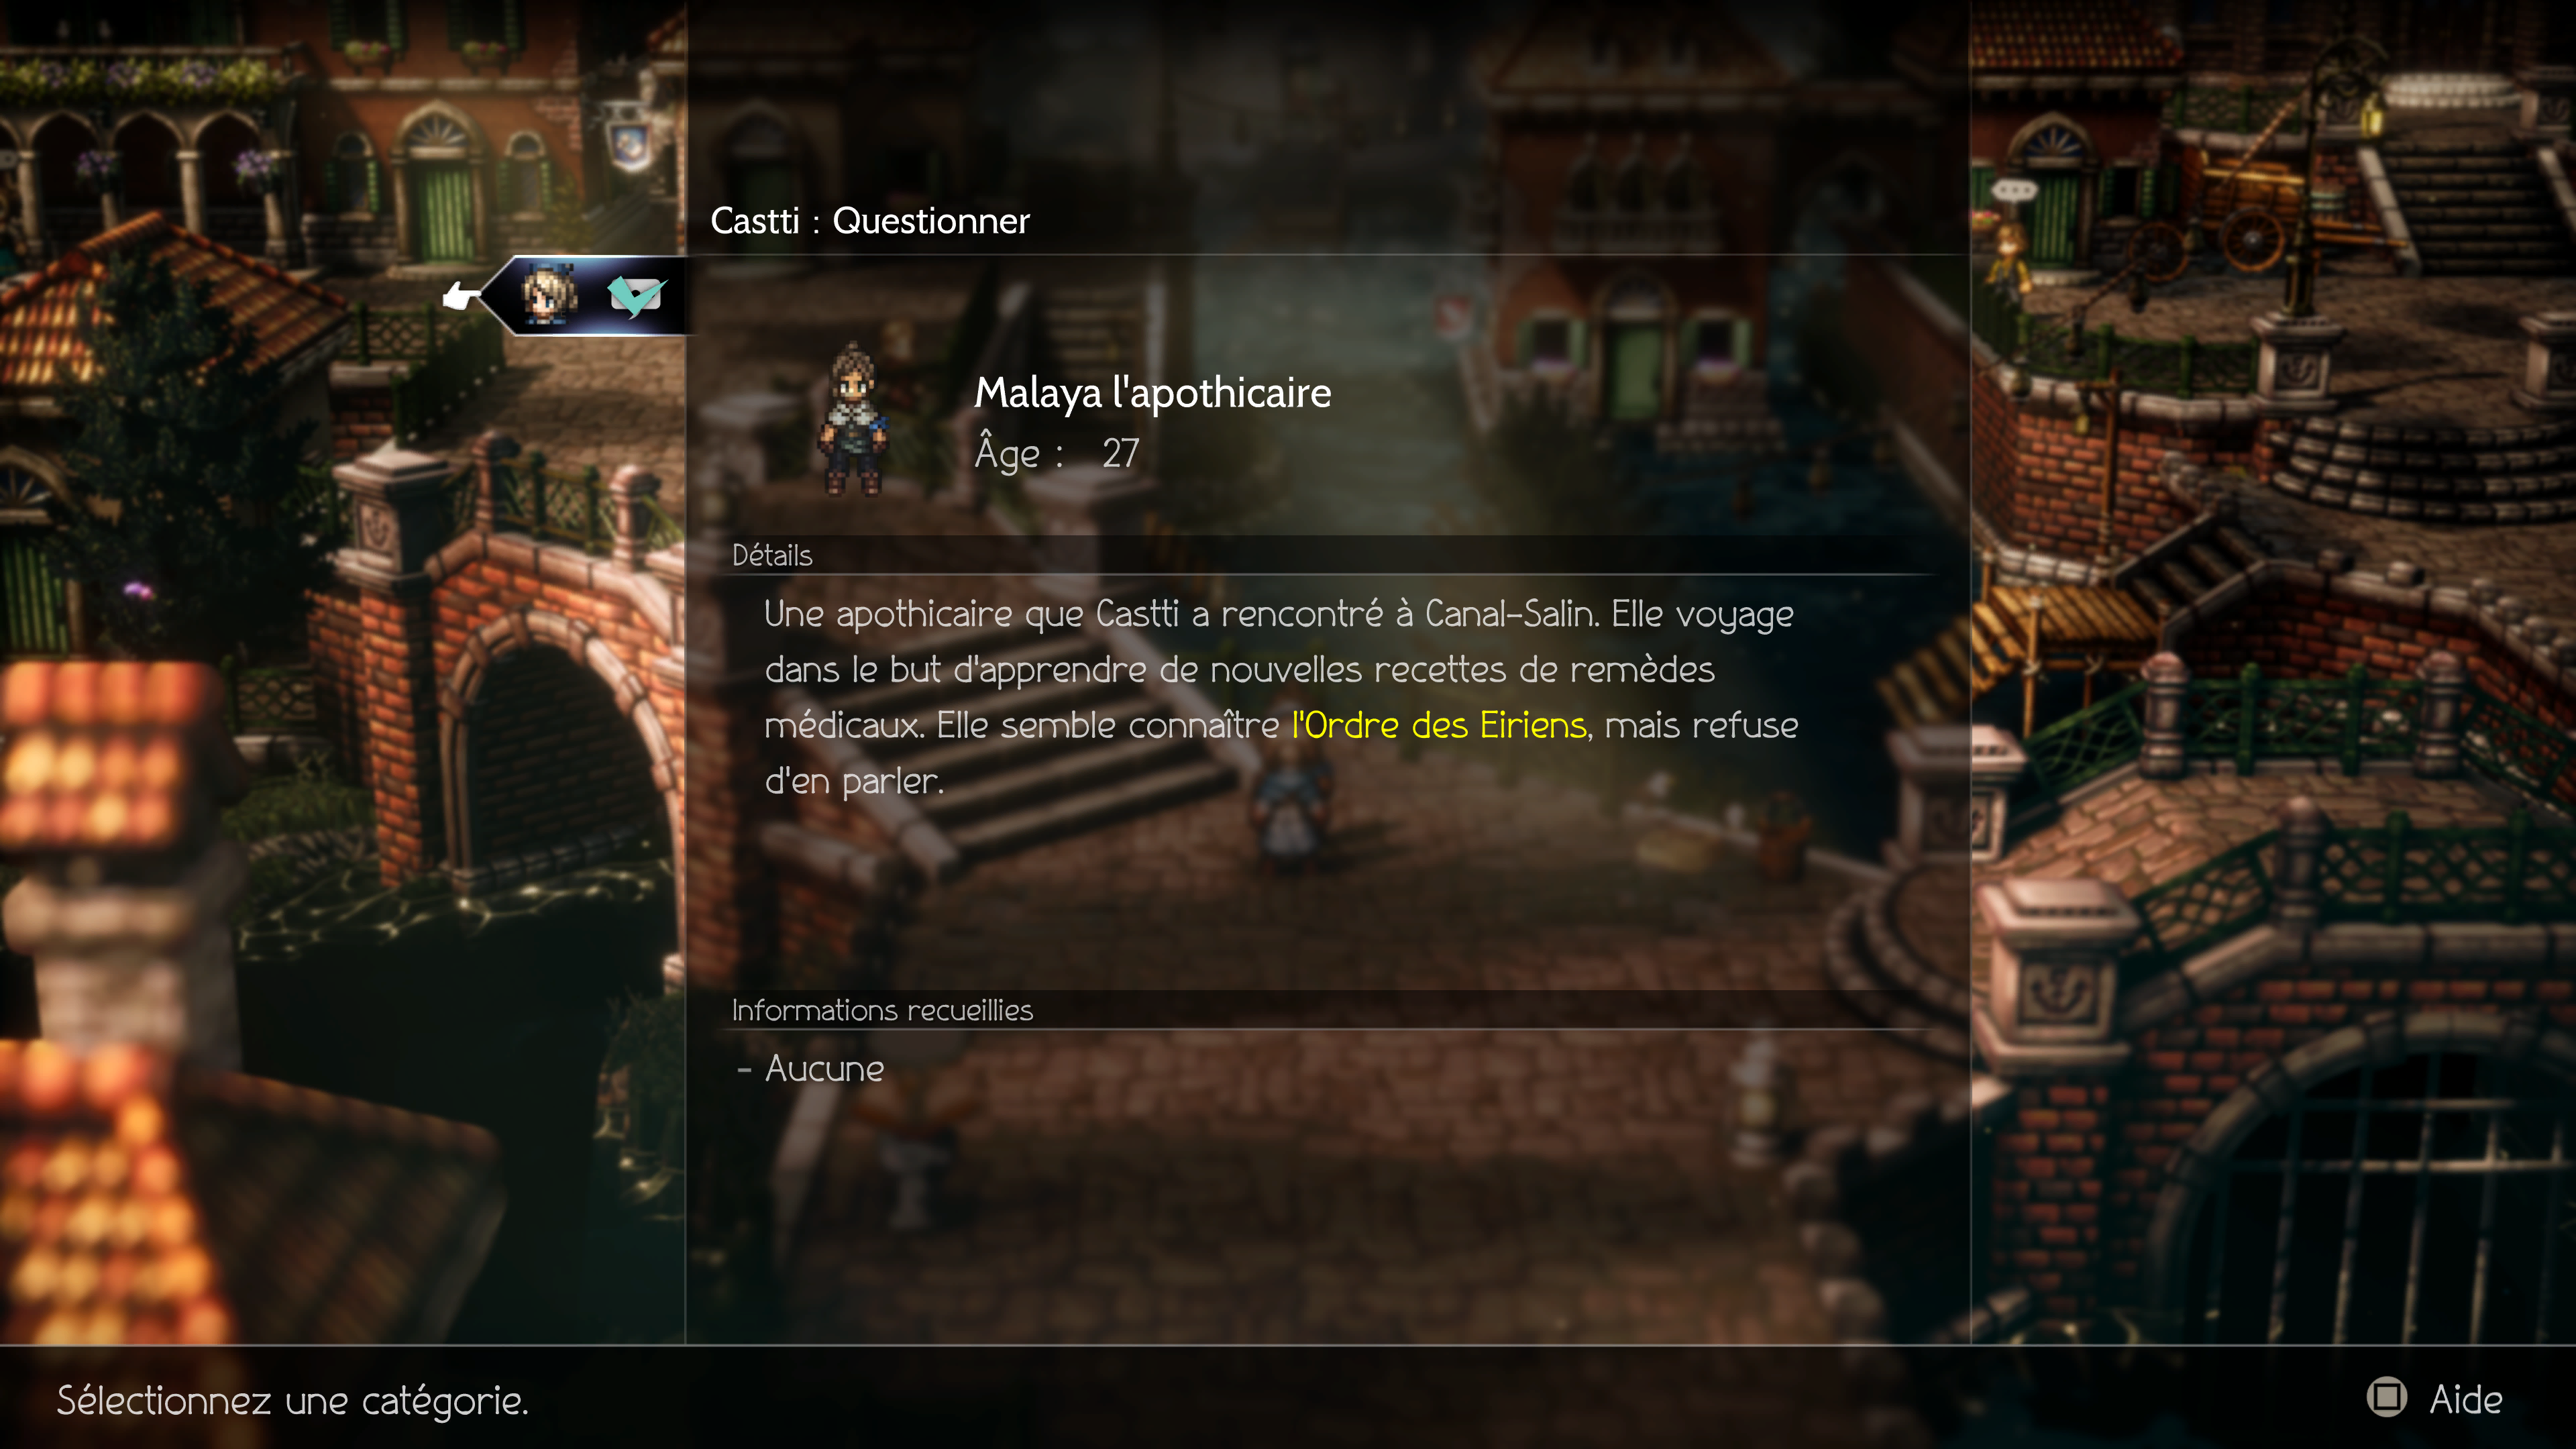 Castti : Questionner
Malaya l'apothicaire
Âge : 27
Détails
Une apothicaire que Castti a rencontré à Canal-Salin. Elle voyage
dans le but d'apprendre de nouvelles recettes de remèdes
médicaux. Elle semble connaître l'Ordre des Eiriens, mais refuse
d'en parler.
Informations recueillies
- Aucune
Sélectionnez une catégorie.
Aide